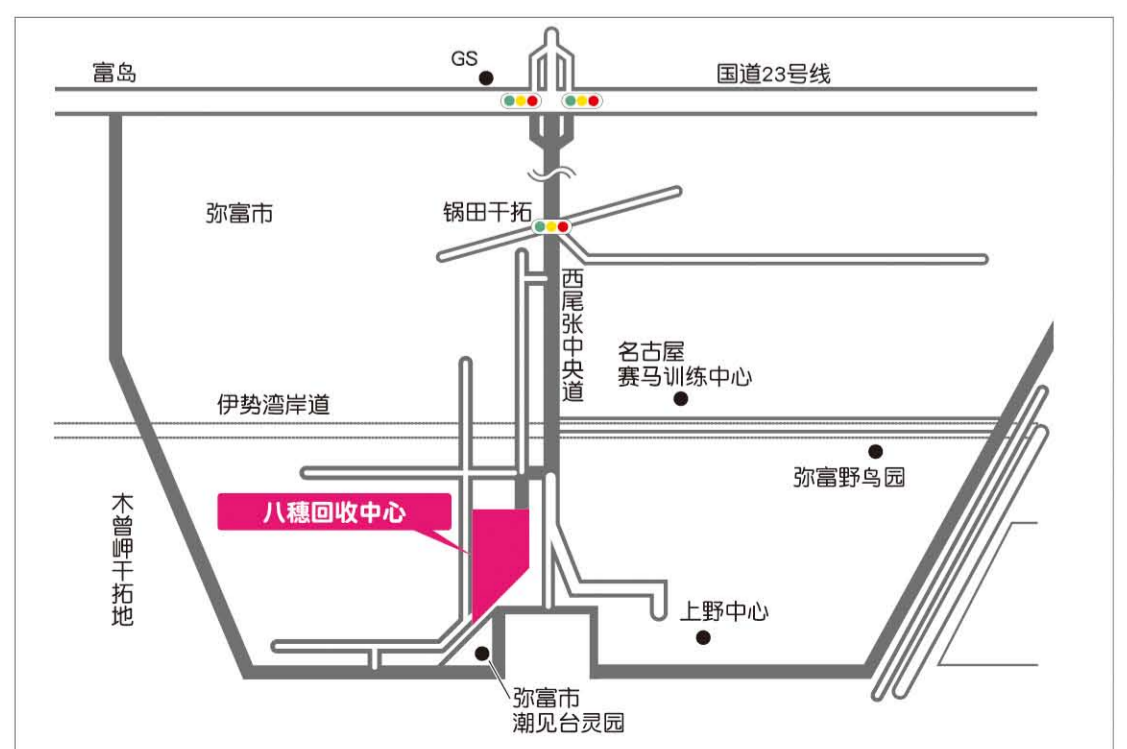 富岛
GS
国道23号线
弥富市
锅田干拓
西尾张中央道
名古屋
赛马训练中心
伊势湾岸道
弥富野鸟园
八穗回收中心
木曾岬干拓地
上野中心
弥富市
潮见台灵园